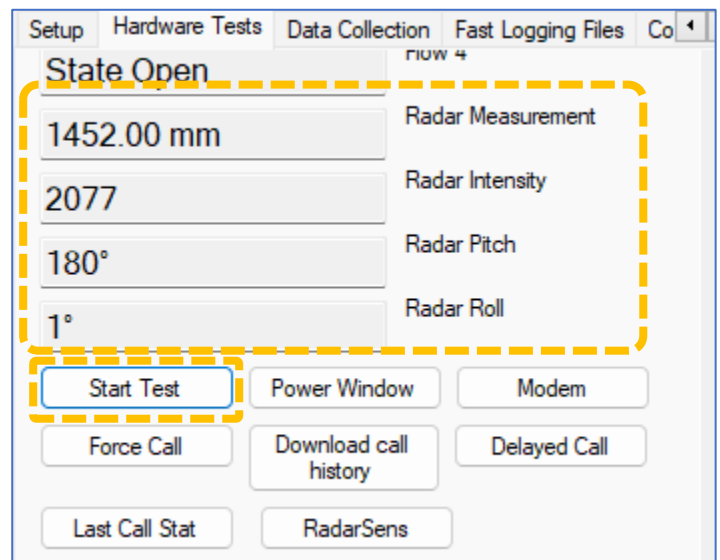 Setup Hardware Tests Data Collection Fast Logging Files Co
State Open Flow 4
1452.00 mm Radar Measurement
2077 Radar Intensity
180° Radar Pitch
1° Radar Roll
Start Test Power Window Modem
Force Call Download call history Delayed Call
Last Call Stat RadarSens